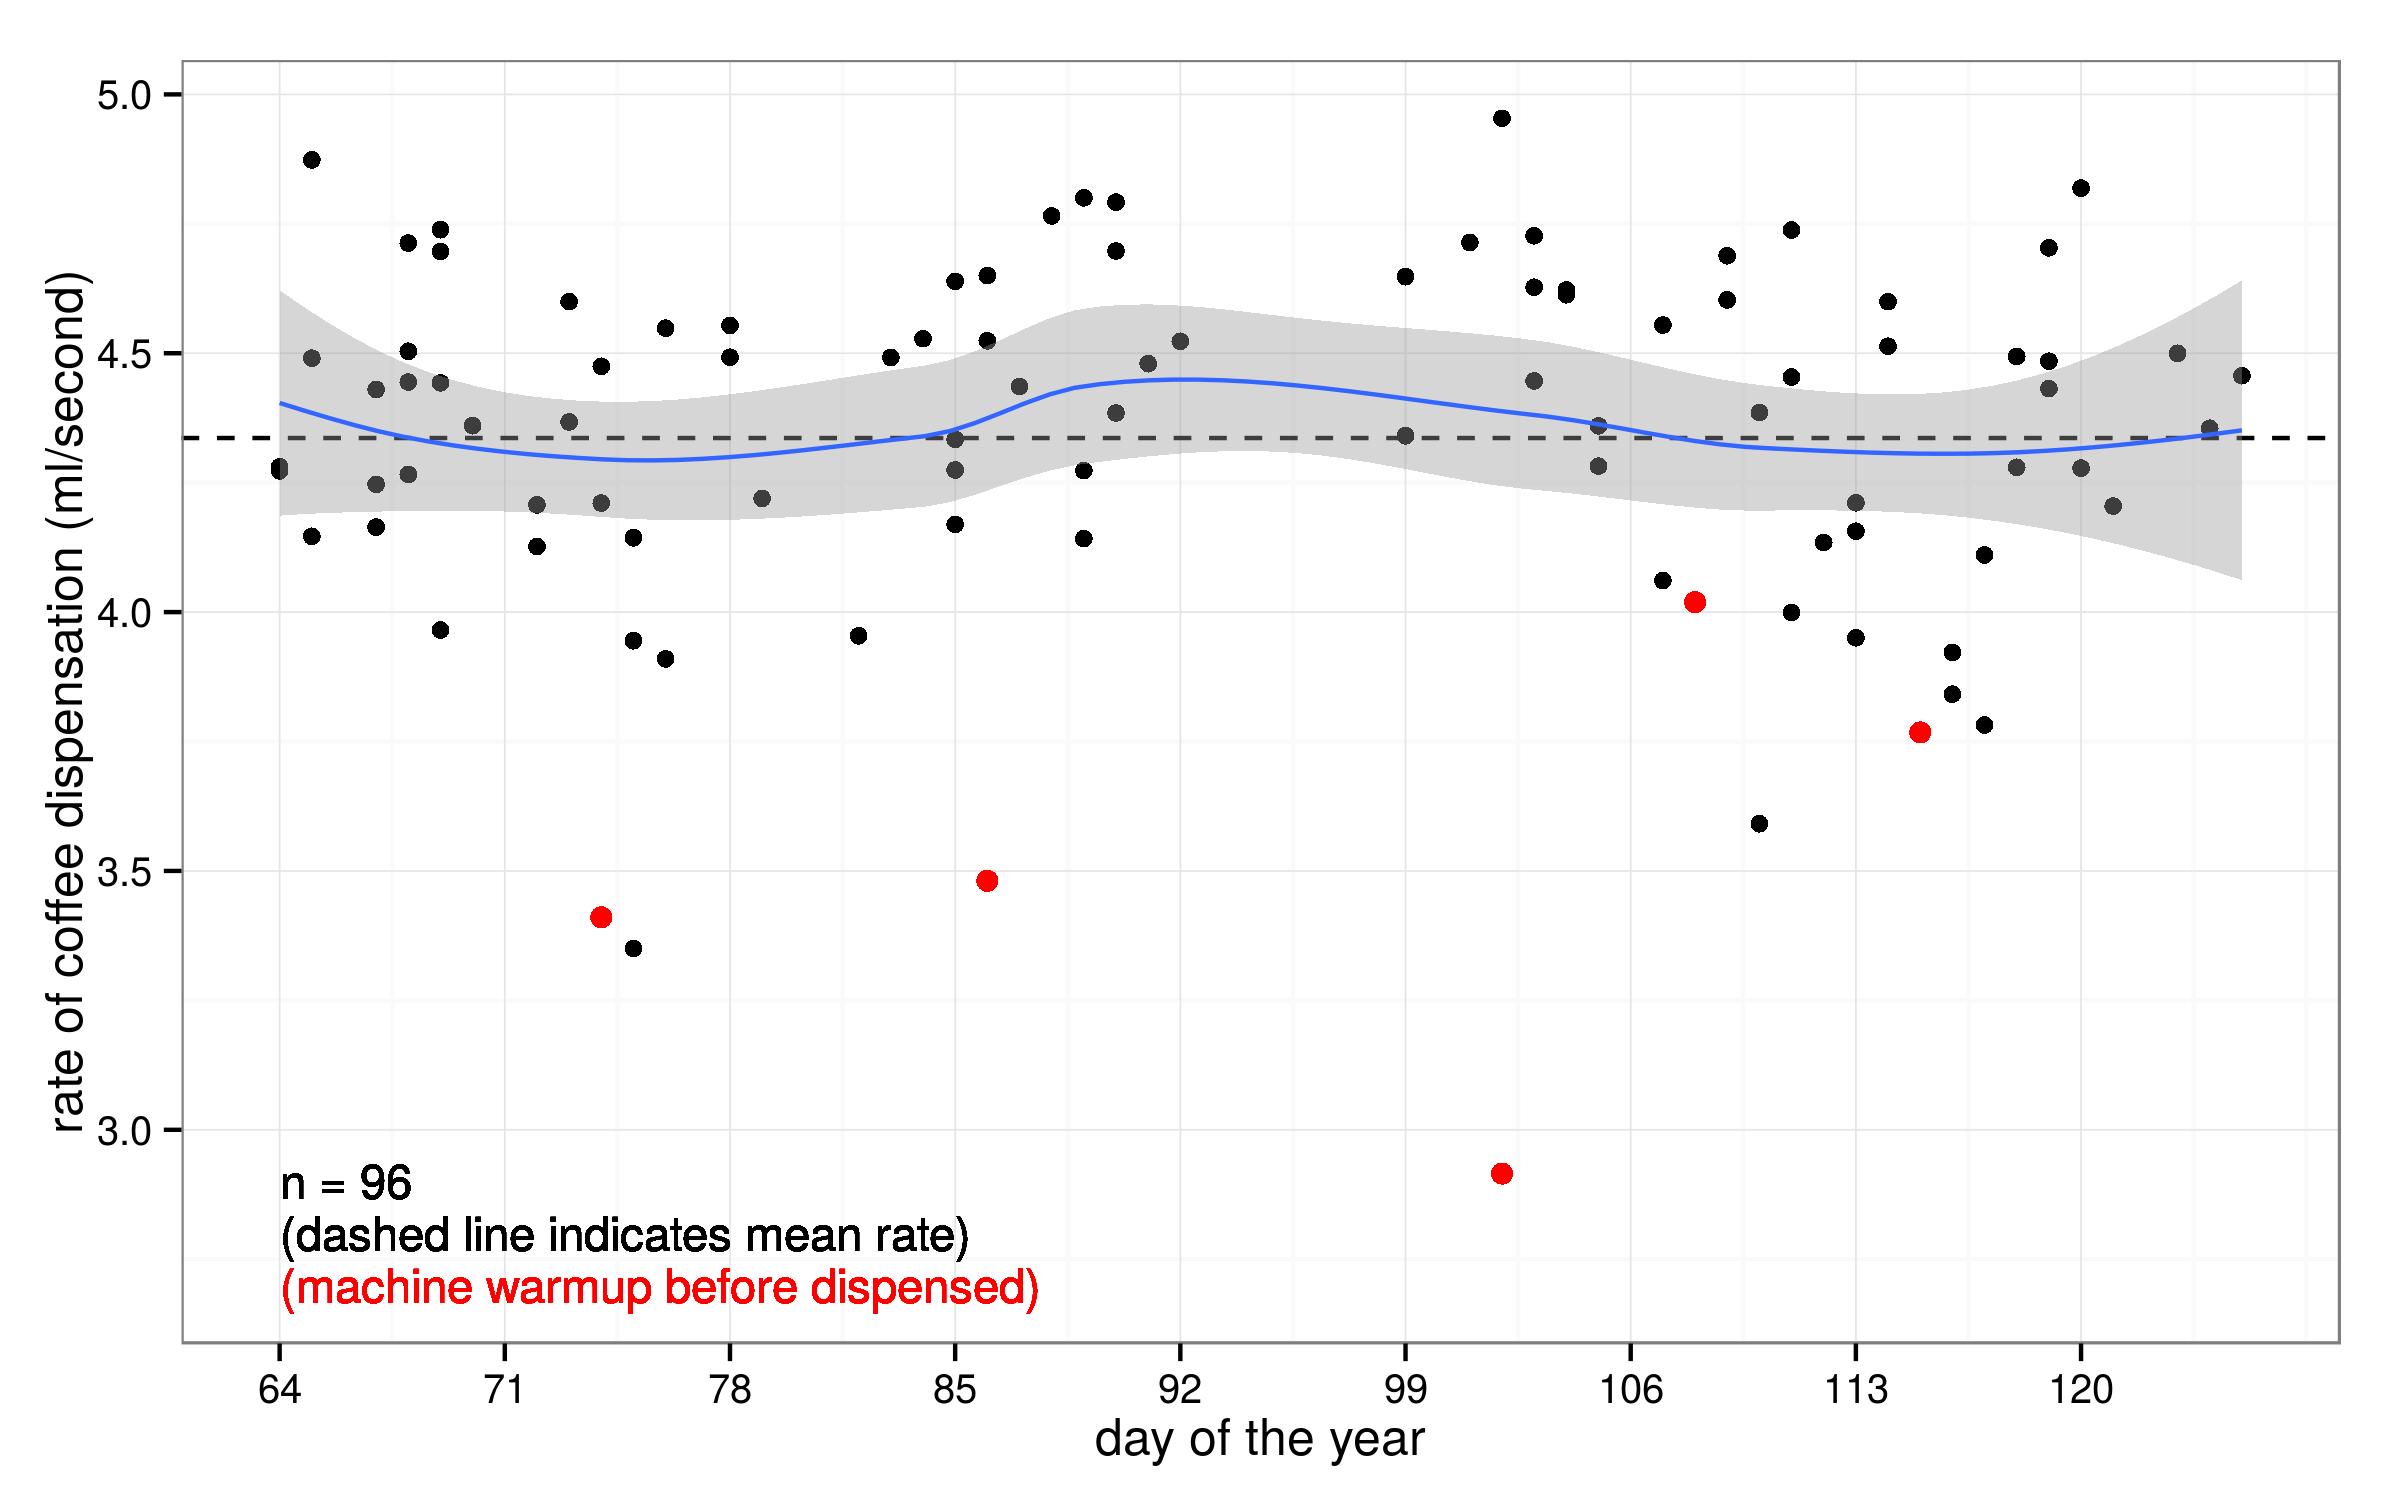 rate of coffee dispensation (ml/second)
5.0
4.5
4.0
3.5
3.0
n = 96
(dashed line indicates mean rate)
(machine warmup before dispensed)
64 71 78 85 92 99 106 113 120
day of the year